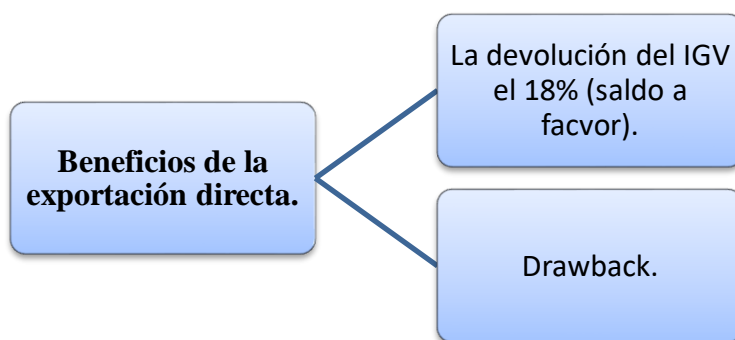 Beneficios de la
exportación directa.
La devolución del IGV
el 18% (saldo a
facvor).
Drawback.